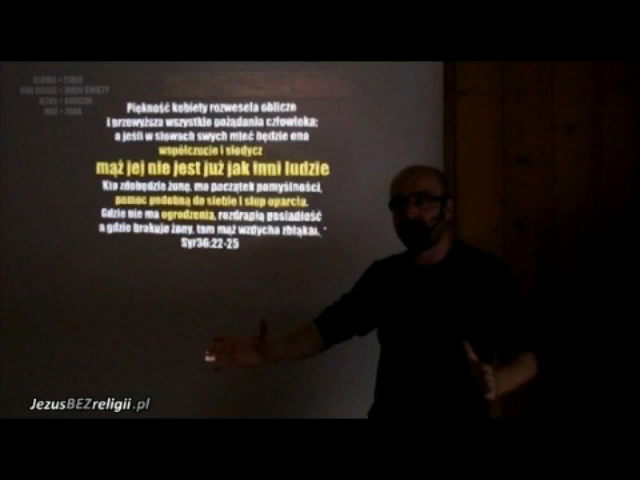 Piękność kobiety rozwesela oblicze
i przewyższa wszystkie pożądania człowieka;
a jeśli w słowach swych mieć będzie ona
współczucie i słodycz
mąż jej nie jest już jak inni ludzie
Kto zdobędzie żonę, ma początek pomyślności,
pomoc podobną do siebie i słup oparcia.
Gdzie nie ma ogrodzenia, rozdrapią posiadłość
a gdzie brakuje żony, tam mąż wzdycha zbłąkany.
Syr36:22-25
JezusBEZreligii.pl